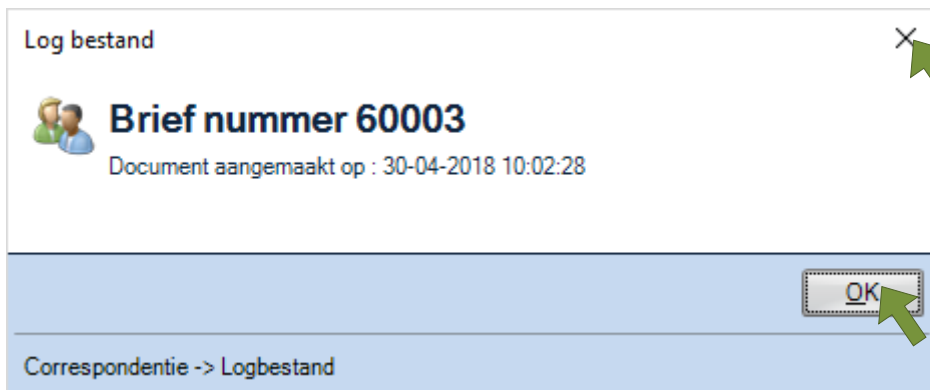 Log bestand
Brief nummer 60003
Document aangemaakt op : 30-04-2018 10:02:28
OK
Correspondentie -> Logbestand